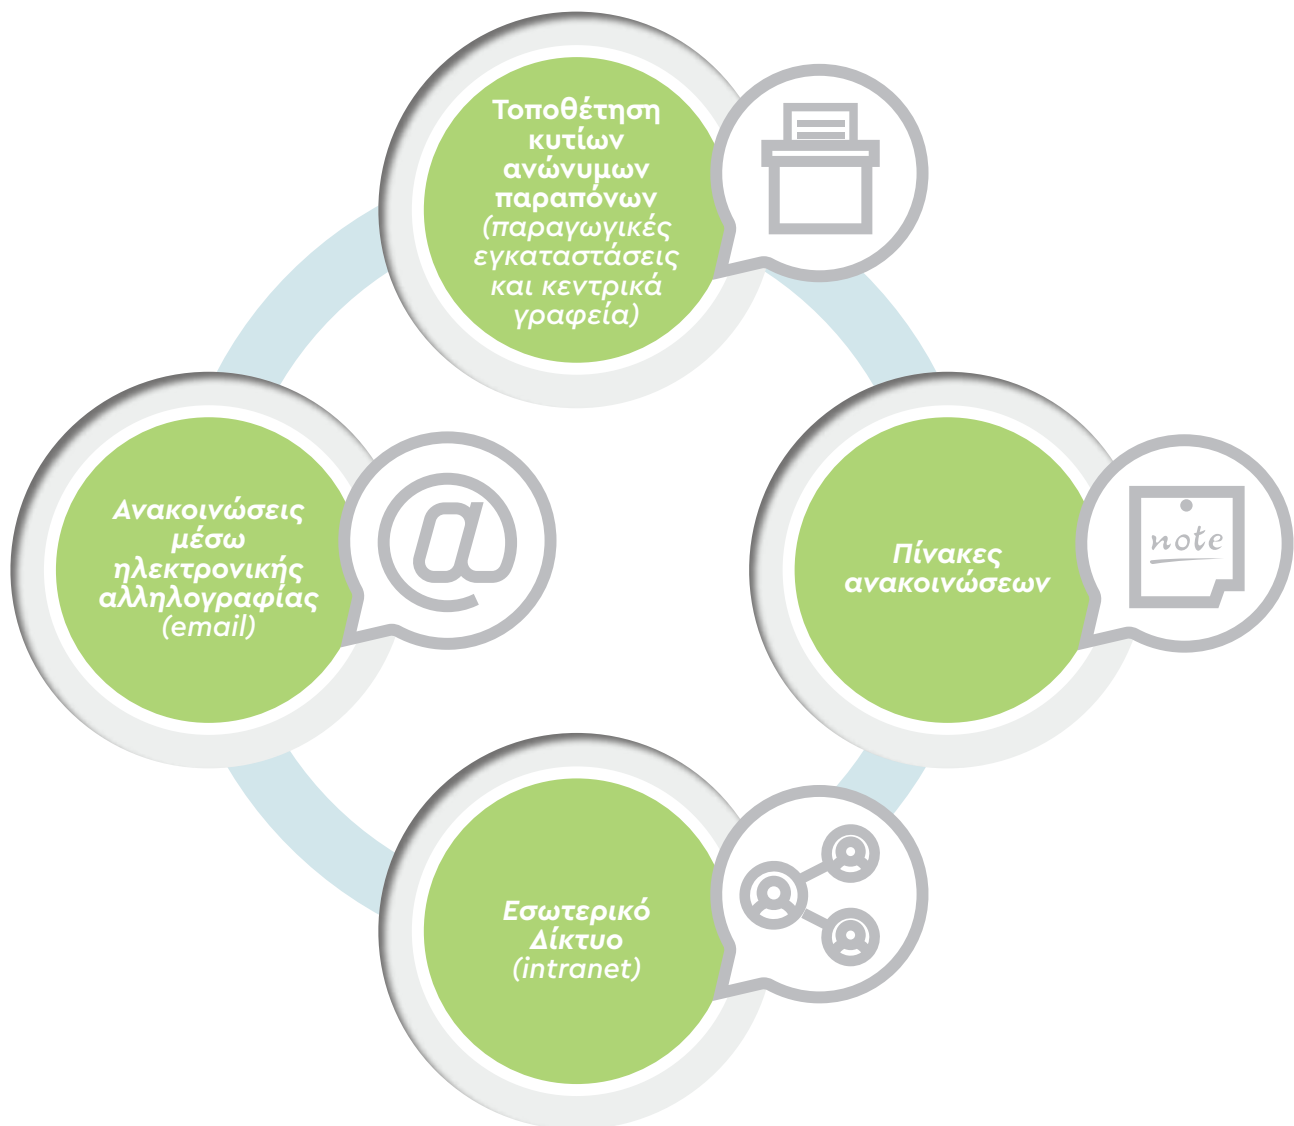 Τοποθέτηση
κυτίων
ανώνυμων
παραπόνων
(παραγωγικές
εγκαταστάσεις
και κεντρικά
γραφεία)
Ανακοινώσεις
μέσω
ηλεκτρονικής
αλληλογραφίας
(email)
@
Πίνακες
ανακοινώσεων
note
Εσωτερικό
Δίκτυο
(intranet)